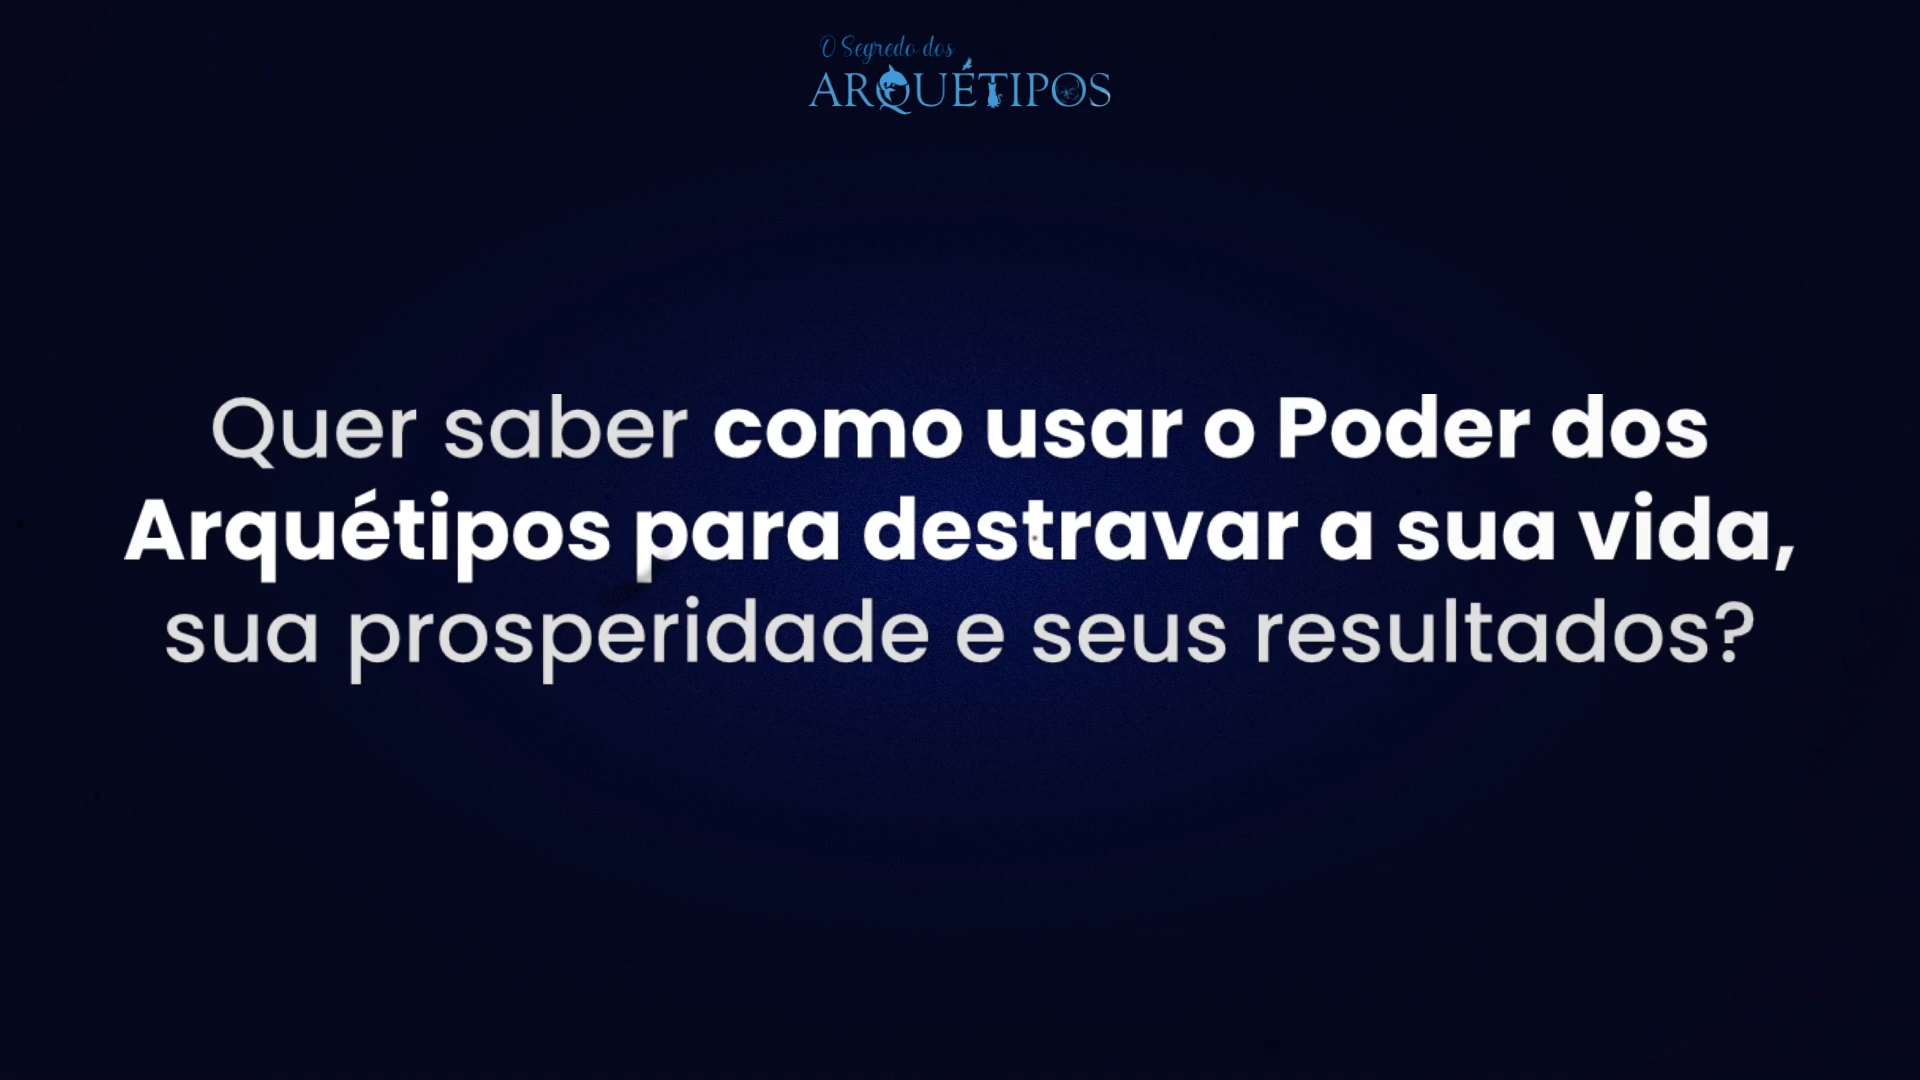 O Segredo dos
ARQUÉTIPOS
Quer saber como usar o Poder dos
Arquétipos para destravar a sua vida,
sua prosperidade e seus resultados?